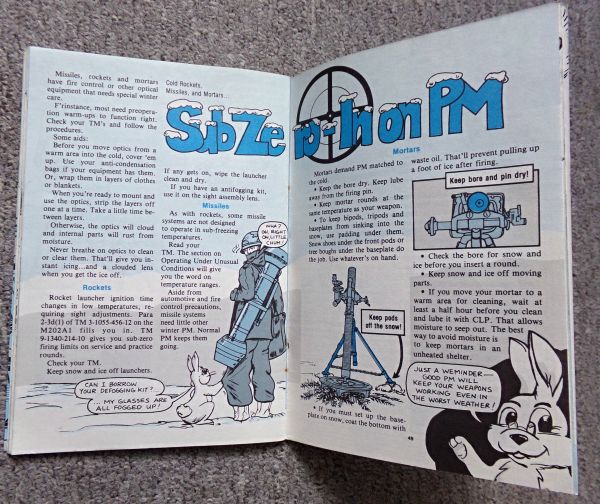 Missiles, rockets and mortars
have fire control or other optical
equipment that needs special winter
care.
F'rinstance, most need preopera-
tion warm-ups to function right.
Check your TM's and follow the
procedures.
Some aids:
Before you move optics from a
warm area into the cold, cover 'em
up. Use your anti-condensation
bags if your equipment has them.
Or, wrap them in layers of clothes
or blankets.
When you're ready to mount and
use the optics, strip the layers off
one at a time. Take a little time be-
tween layers.
Otherwise, the optics will cloud
and internal parts will rust from
moisture.
Never breathe on optics to clean
or clear them. That'll give you in-
stant icing...and a clouded lens
when you get the ice off.
Rockets
Rocket launcher ignition time
changes in low temperatures, re-
quiring sight adjustments. Para
2-3d(1) of TM 3-1055-456-12 on the
M202A1 fills you in. TM
9-1340-214-10 gives you sub-zero
firing limits on service and practice
rounds.
Check your TM.
Keep snow and ice off launchers.
CAN I BORROW
YOUR DEFOGGING KIT?
... MY GLASSES ARE
ALL FOGGED UP!
Cold Rockets,
Missiles, and Mortars...
Sub Zero-In on PM
If any gets on, wipe the launcher
clean and dry.
If you have an antifogging kit,
use it on the sight assembly lens.
Missiles
As with rockets, some missile
systems are not designed
to operate in sub-freezing
temperatures.
Read your
TM. The section on
Operating Under Unusual
Conditions will give
you the word on
temperature ranges.
Aside from
automotive and fire
control precautions,
missile systems
need little other
winter PM. Normal
PM keeps them
going.
WHA?
OH, RIGHT
ON, LITTLE
CHUM
Mortars
Mortars demand PM matched to
the cold.
• Keep the bore dry. Keep lube
away from the firing pin.
• Keep mortar rounds at the
same temperature as your weapon.
• To keep bipods, tripods and
baseplates from sinking into the
snow, use padding under them.
Snow shoes under the front pods or
tree boughs under the baseplate do
the job. Use whatever's on hand.
Keep pods
off the snow!
• If you must set up the base-
plate on snow, coat the bottom with
waste oil. That'll prevent pulling up
a foot of ice after firing.
Keep bore and pin dry!
• Check the bore for snow and
ice before you insert a round.
• Keep snow and ice off moving
parts.
• If you move your mortar to a
warm area for cleaning, wait at
least a half hour before you clean
and lube it with CLP. That allows
moisture to seep out. The best
way to avoid moisture is
to keep mortars in an
unheated shelter.
JUST A WEMINDER—
GOOD PM WILL
KEEP YOUR WEAPONS
WORKING EVEN IN
THE WORST WEATHER!